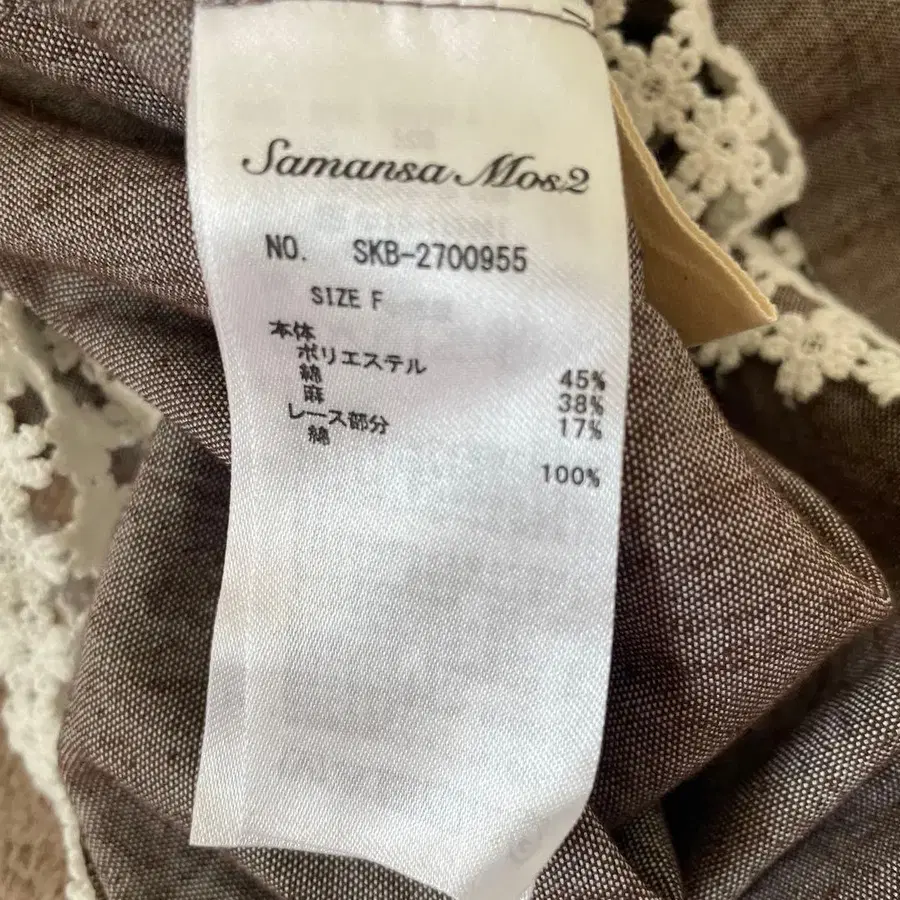 Samansa Mos2
NO. SKB-2700955
SIZE F
本体
ポリエステル 45%
綿 38%
麻 17%
レース部分
綿 100%